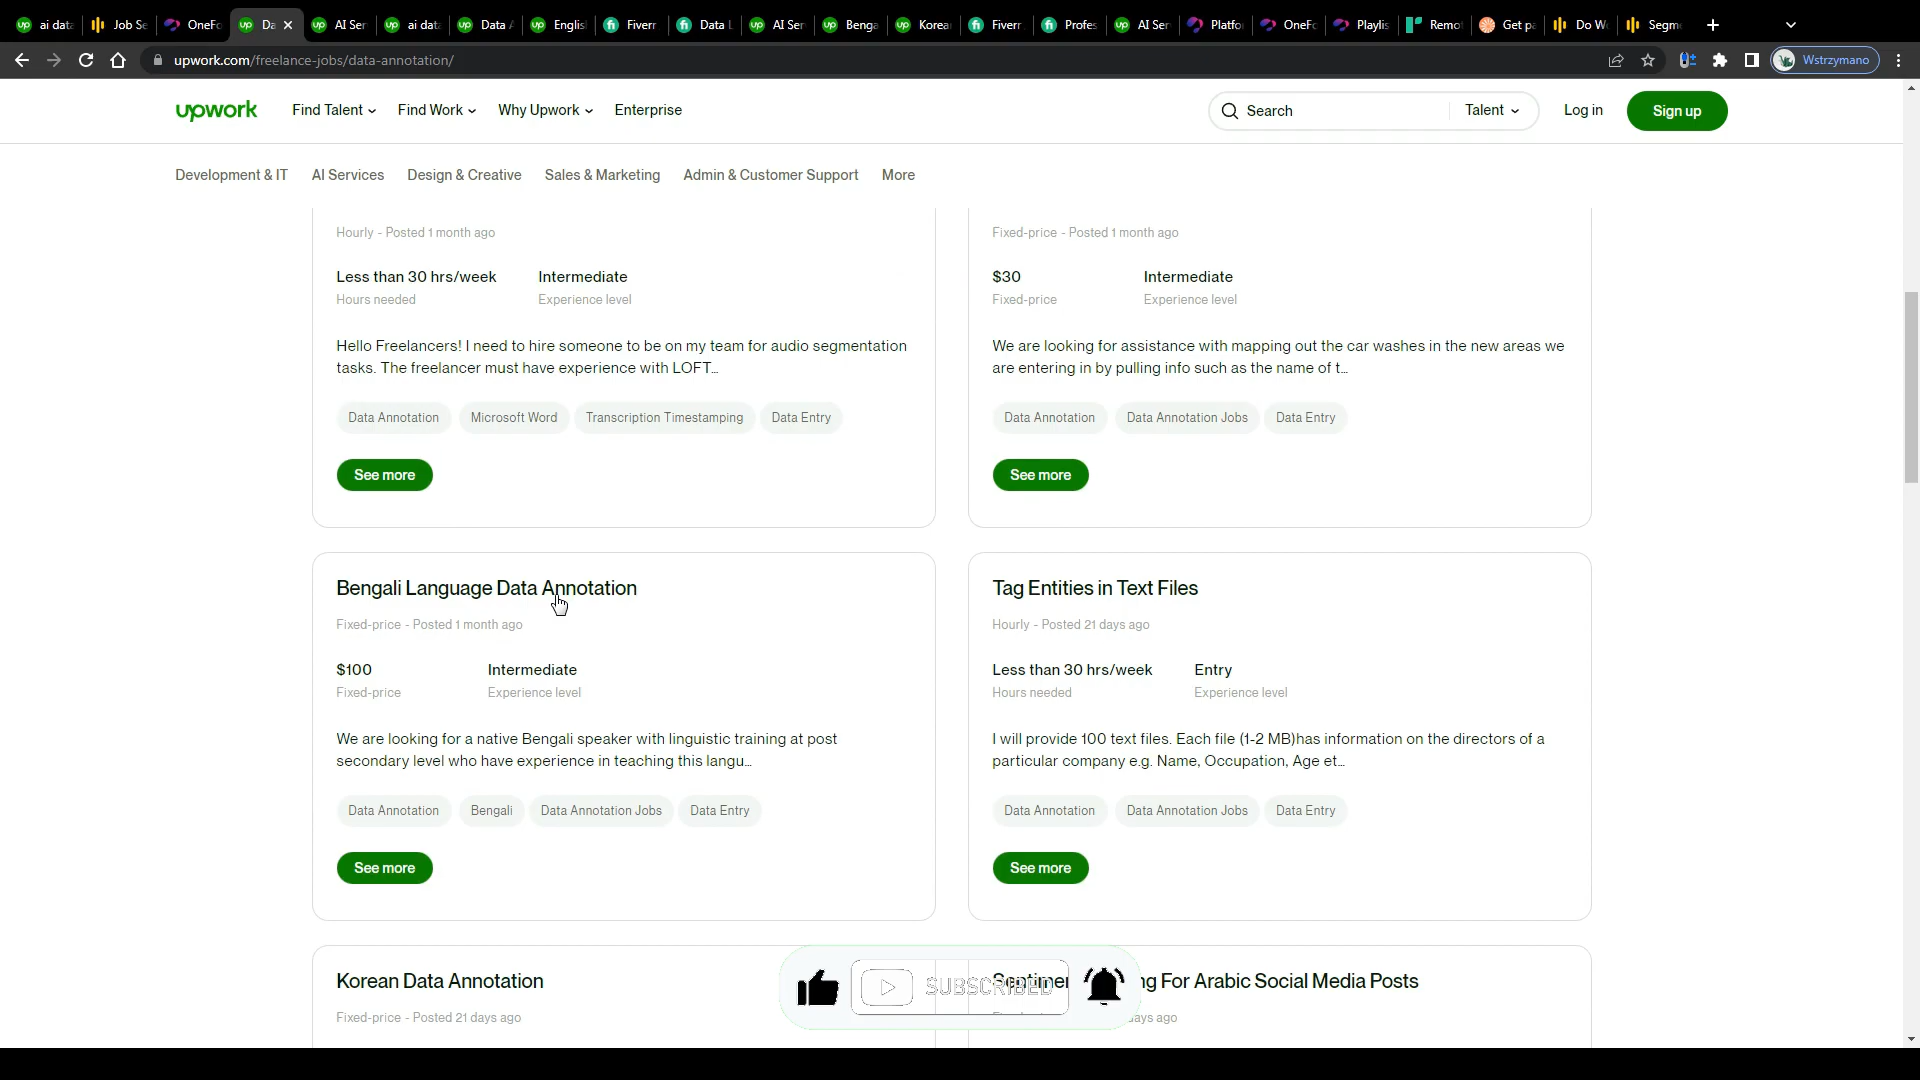 ai data
Job Se
OneFo
Da
AI Ser
ai data
Data A
Englis
Fiverr
Data L
AI Ser
Benga
Korea
Fiverr
Profes
AI Ser
Platfo
OneFo
Playlis
Remo
Get pa
Do W
Segm
upwork.com/freelance-jobs/data-annotation/
Wstrzymano
upwork
Find Talent
Find Work
Why Upwork
Enterprise
Search
Talent
Log in
Sign up
Development & IT
AI Services
Design & Creative
Sales & Marketing
Admin & Customer Support
More
Hourly - Posted 1 month ago
Less than 30 hrs/week
Intermediate
Hours needed
Experience level
Hello Freelancers! I need to hire someone to be on my team for audio segmentation
tasks. The freelancer must have experience with LOFT...
Data Annotation
Microsoft Word
Transcription Timestamping
Data Entry
See more
Fixed-price - Posted 1 month ago
$30
Intermediate
Fixed-price
Experience level
We are looking for assistance with mapping out the car washes in the new areas we
are entering in by pulling info such as the name of t...
Data Annotation
Data Annotation Jobs
Data Entry
See more
Bengali Language Data Annotation
Fixed-price - Posted 1 month ago
$100
Intermediate
Fixed-price
Experience level
We are looking for a native Bengali speaker with linguistic training at post
secondary level who have experience in teaching this langu...
Data Annotation
Bengali
Data Annotation Jobs
Data Entry
See more
Tag Entities in Text Files
Hourly - Posted 21 days ago
Less than 30 hrs/week
Entry
Hours needed
Experience level
I will provide 100 text files. Each file (1-2 MB)has information on the directors of a
particular company e.g. Name, Occupation, Age et...
Data Annotation
Data Annotation Jobs
Data Entry
See more
Korean Data Annotation
Fixed-price - Posted 21 days ago
SUBSCRIBED
For Arabic Social Media Posts
days ago